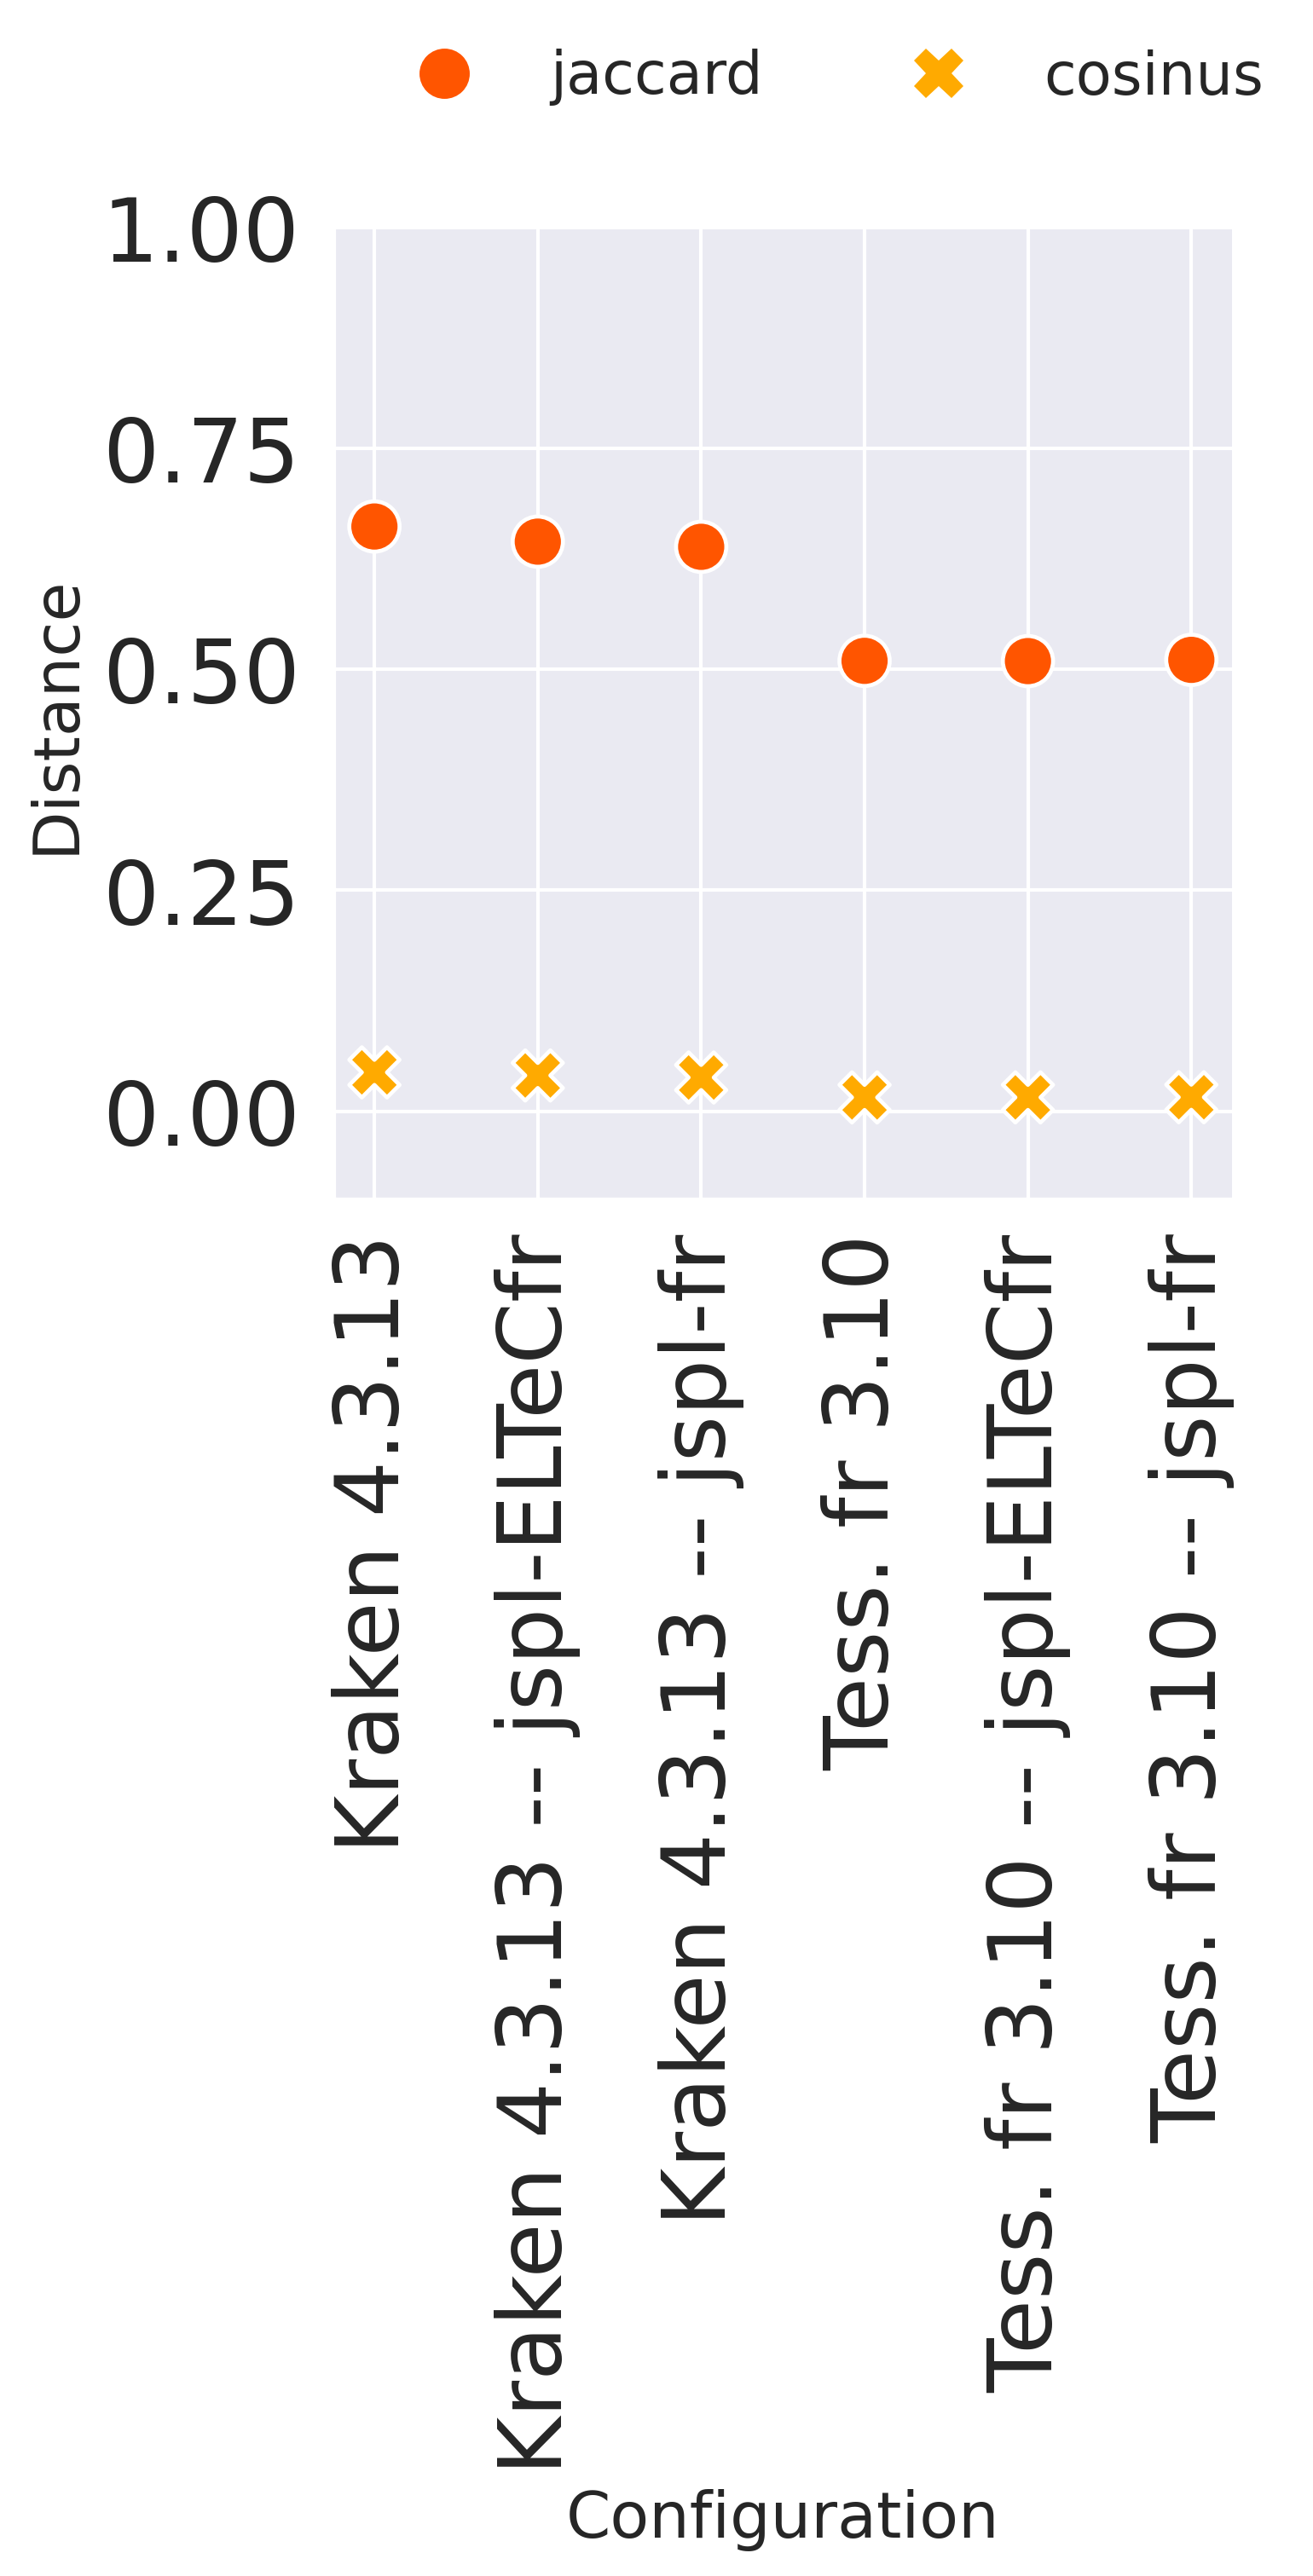 jaccard cosinus
1.00
0.75
0.50
0.25
0.00
Distance
Kraken 4.3.13
Kraken 4.3.13 -- jspl-ELTeCfr
Kraken 4.3.13 -- jspl-fr
Tess. fr 3.10
Tess. fr 3.10 -- jspl-ELTeCfr
Tess. fr 3.10 -- jspl-fr
Configuration